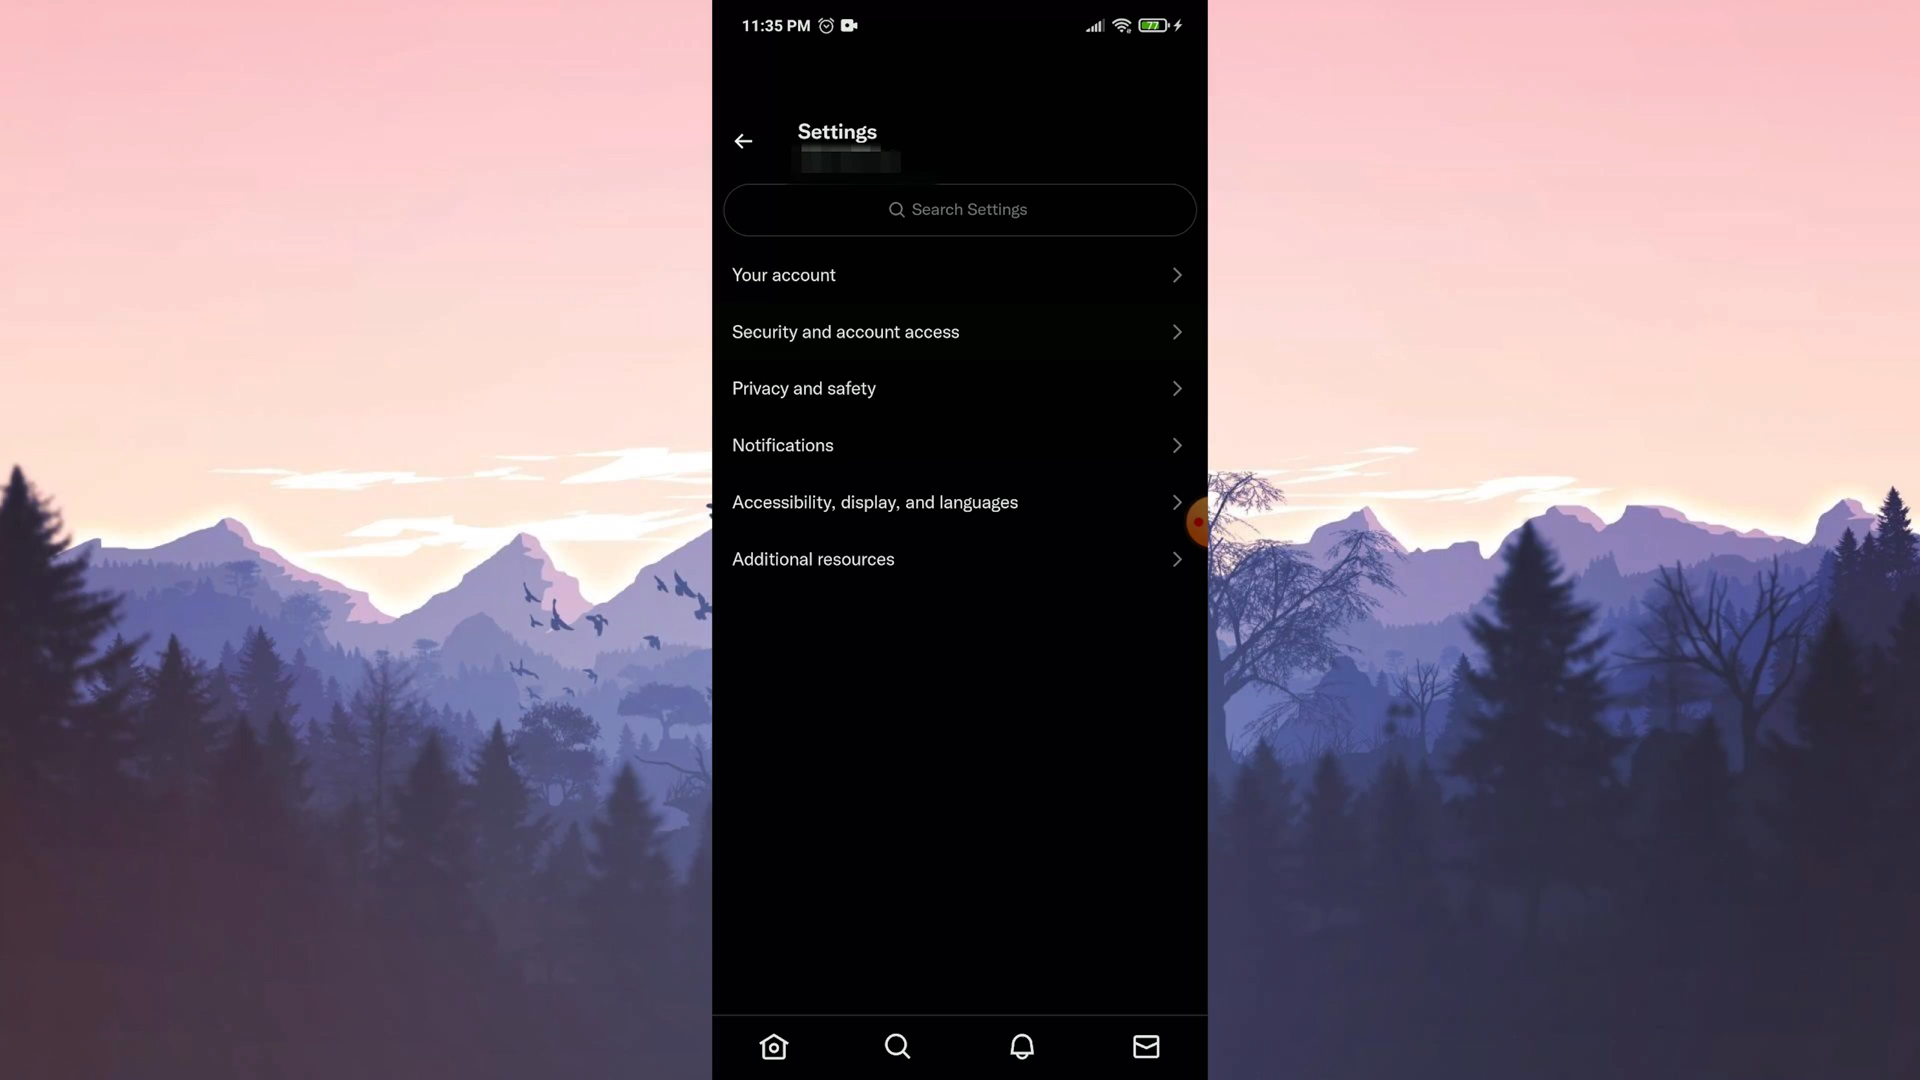 11:35 PM
77
Settings
Search Settings
Your account
Security and account access
Privacy and safety
Notifications
Accessibility, display, and languages
Additional resources